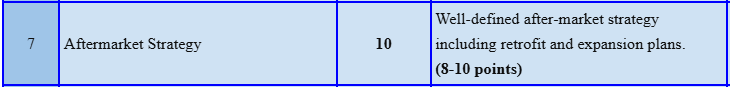 7
Aftermarket Strategy
10
Well-defined after-market strategy
including retrofit and expansion plans.
(8-10 points)